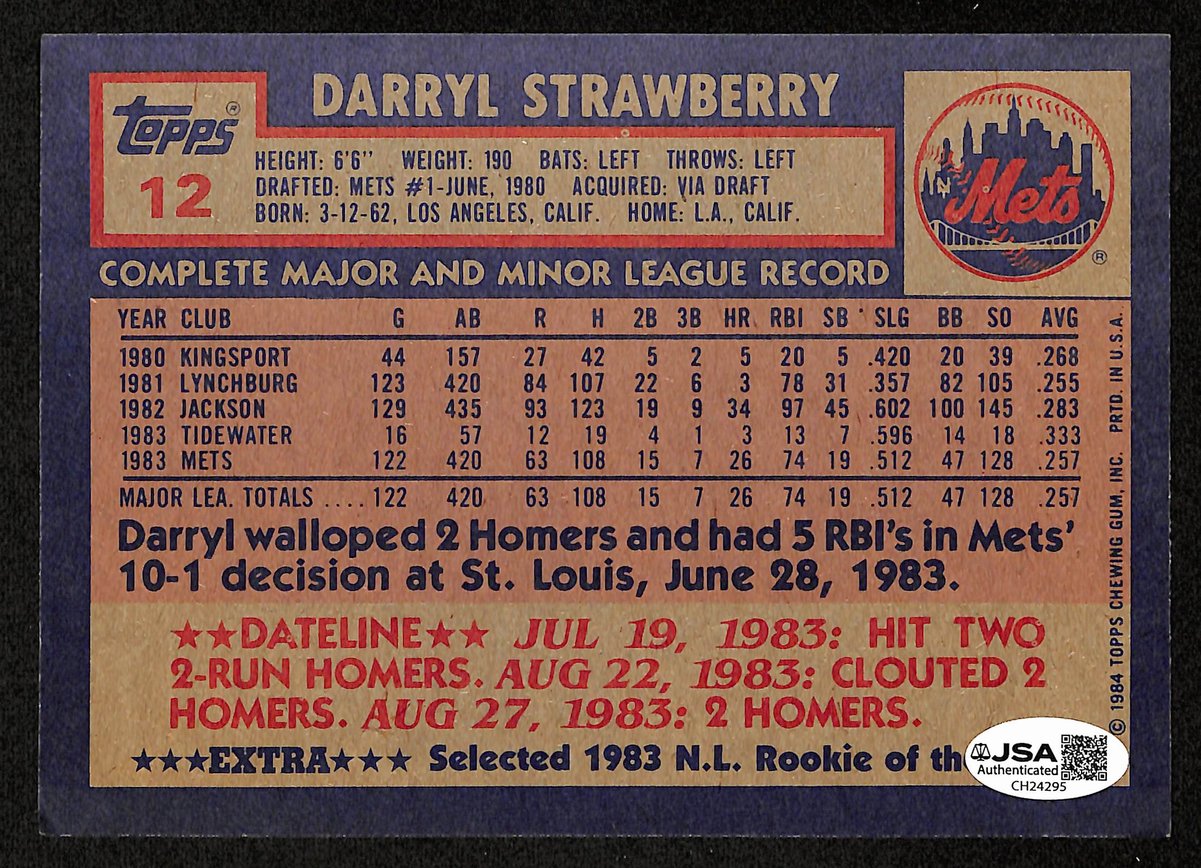 DARRYL STRAWBERRY
Topps®
12
HEIGHT: 6'6" WEIGHT: 190 BATS: LEFT THROWS: LEFT
DRAFTED: METS #1-JUNE, 1980 ACQUIRED: VIA DRAFT
BORN: 3-12-62, LOS ANGELES, CALIF. HOME: L.A., CALIF.
NY
Mets
®
COMPLETE MAJOR AND MINOR LEAGUE RECORD
YEAR CLUB G AB R H 2B 3B HR RBI SB SLG BB SO AVG
1980 KINGSPORT 44 157 27 42 5 2 5 20 5 .420 20 39 .268
1981 LYNCHBURG 123 420 84 107 22 6 3 78 31 .357 82 105 .255
1982 JACKSON 129 435 93 123 19 9 34 97 45 .602 100 145 .283
1983 TIDEWATER 16 57 12 19 4 1 3 13 7 .596 14 18 .333
1983 METS 122 420 63 108 15 7 26 74 19 .512 47 128 .257
MAJOR LEA. TOTALS .... 122 420 63 108 15 7 26 74 19 .512 47 128 .257
Darryl walloped 2 Homers and had 5 RBI's in Mets'
10-1 decision at St. Louis, June 28, 1983.
★★DATELINE★★ JUL 19, 1983: HIT TWO
2-RUN HOMERS. AUG 22, 1983: CLOUTED 2
HOMERS. AUG 27, 1983: 2 HOMERS.
★★★EXTRA★★★ Selected 1983 N.L. Rookie of th
© 1984 TOPPS CHEWING GUM, INC. PRTD. IN U.S.A.
JSA
Authenticated
CH24295